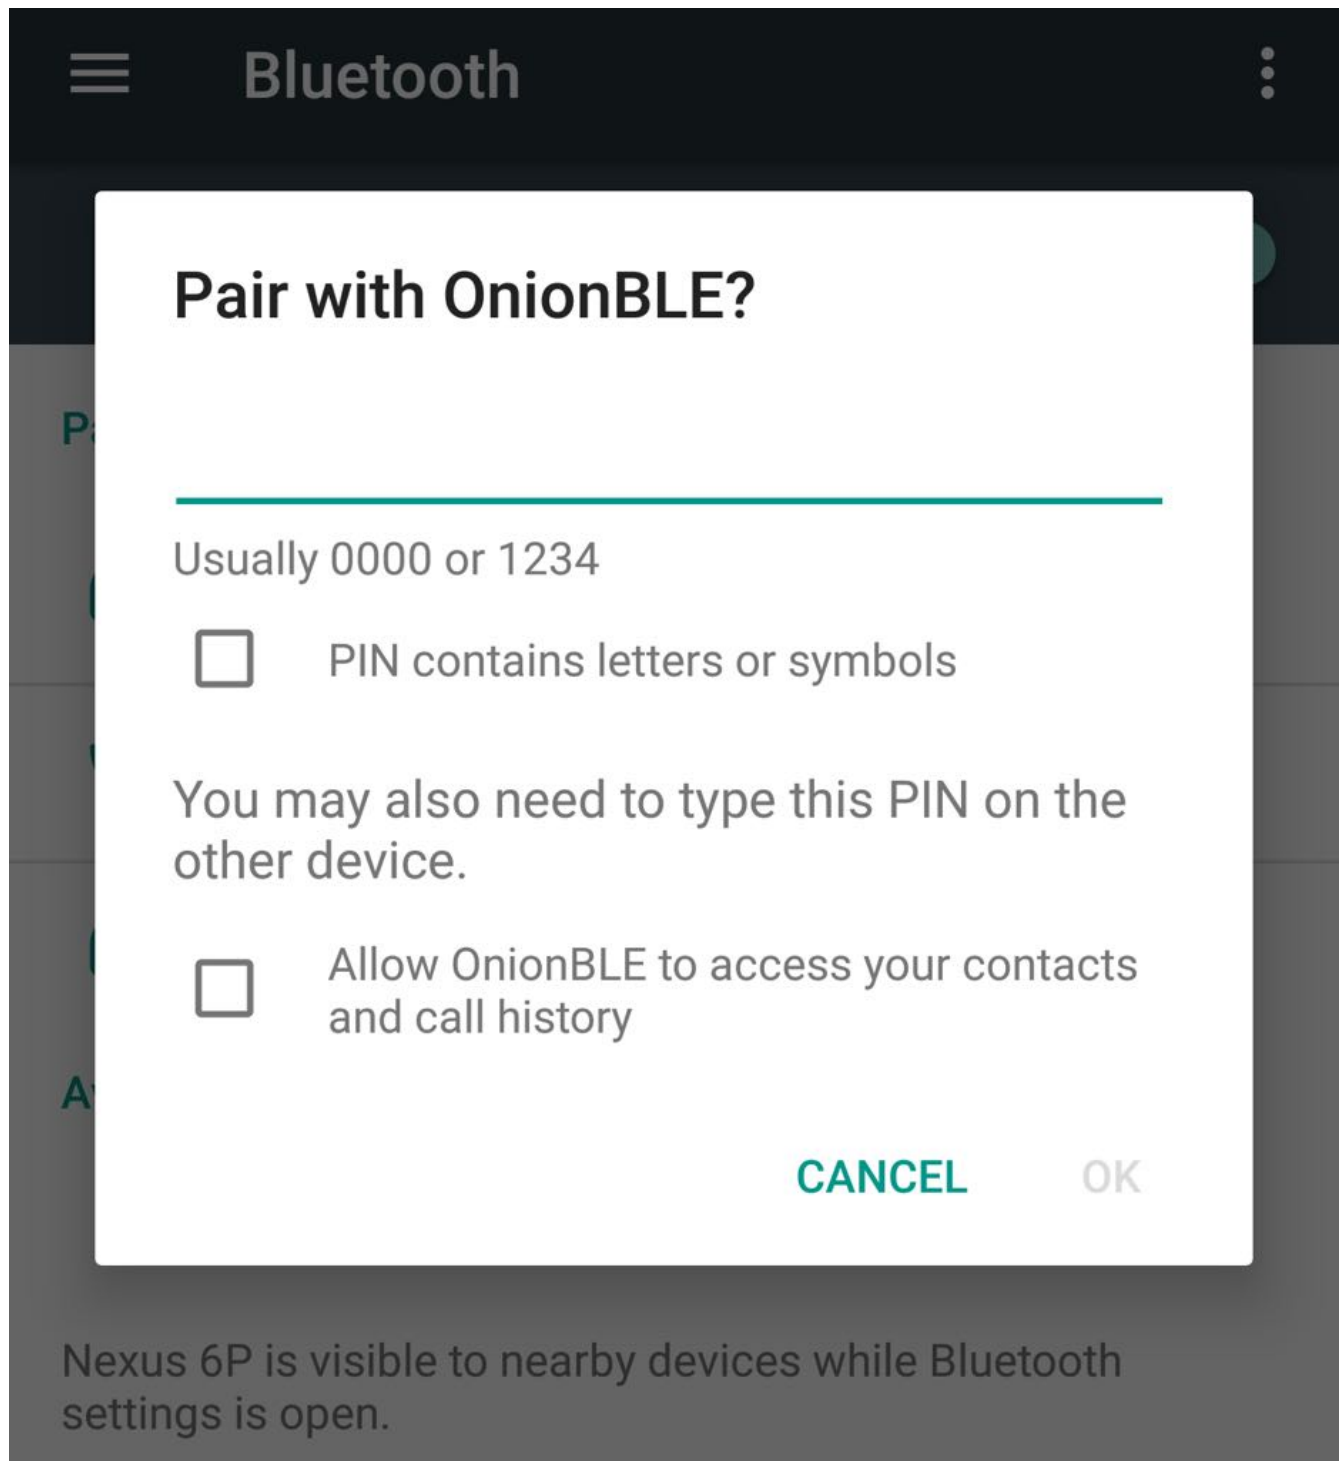 Bluetooth
Pair with OnionBLE?
Usually 0000 or 1234
PIN contains letters or symbols
You may also need to type this PIN on the
other device.
Allow OnionBLE to access your contacts
and call history
CANCEL OK
Nexus 6P is visible to nearby devices while Bluetooth
settings is open.